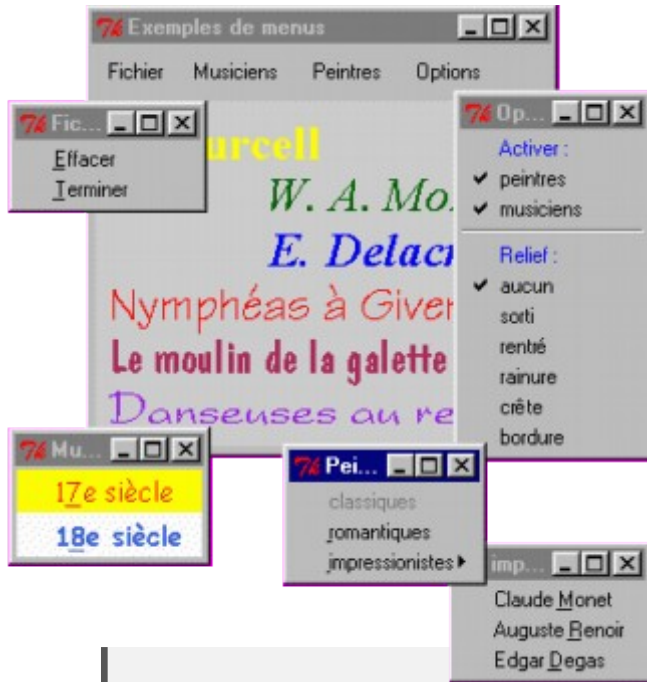 Exemples de menus
Fichier Musiciens Peintres Options
Fic...
Effacer
Terminer
urcell
W. A. Mo
E. Delac
Nymphéas à Giver
Le moulin de la galette
Danseuses au re
Op...
Activer :
peintres
musiciens
Relief :
aucun
sorti
rentré
rainure
crête
bordure
Mu...
17e siècle
18e siècle
Pei...
classiques
romantiques
impressionistes
imp...
Claude Monet
Auguste Renoir
Edgar Degas